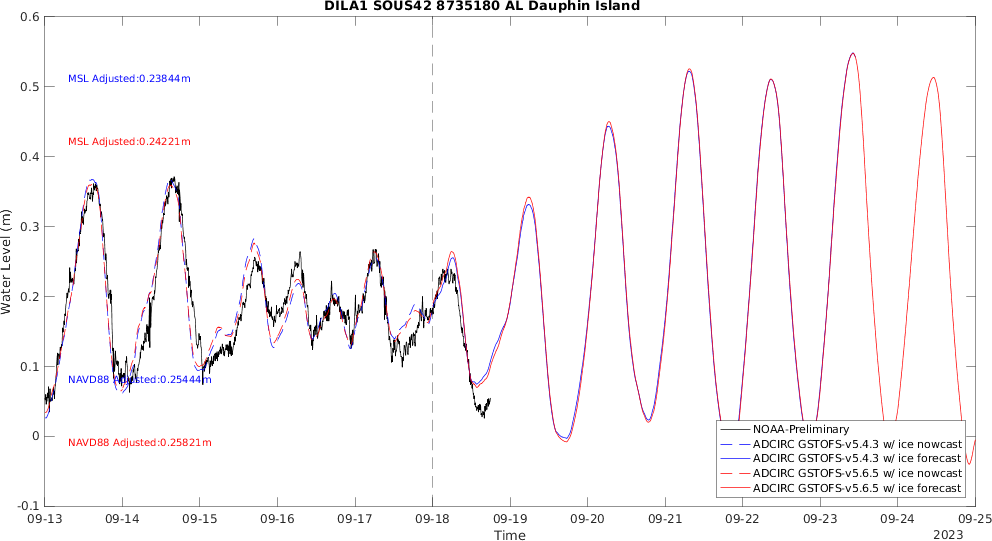 DILA1 SOUS42 8735180 AL Dauphin Island
0.6
0.5
0.4
0.3
0.2
0.1
0
-0.1
Water Level (m)
MSL Adjusted:0.23844m
MSL Adjusted:0.24221m
NAVD88 Adjusted:0.25444m
NAVD88 Adjusted:0.25821m
NOAA-Preliminary
ADCIRC GSTOFS-v5.4.3 w/ ice nowcast
ADCIRC GSTOFS-v5.4.3 w/ ice forecast
ADCIRC GSTOFS-v5.6.5 w/ ice nowcast
ADCIRC GSTOFS-v5.6.5 w/ ice forecast
09-13 09-14 09-15 09-16 09-17 09-18 09-19 09-20 09-21 09-22 09-23 09-24 09-25
Time
2023